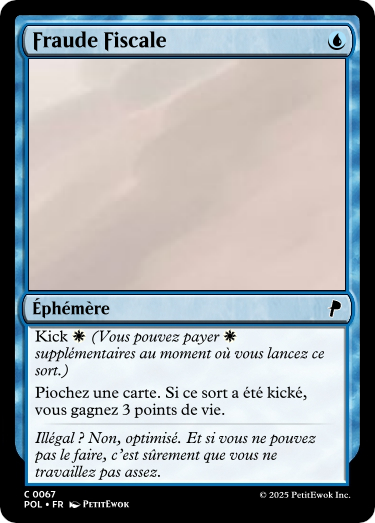 Fraude Fiscale
Éphémère
Kick (Vous pouvez payer
supplémentaires au moment où vous lancez ce
sort.)
Piochez une carte. Si ce sort a été kické,
vous gagnez 3 points de vie.
Illégal ? Non, optimisé. Et si vous ne pouvez
pas le faire, c'est sûrement que vous ne
travaillez pas assez.
C 0067
POL • FR PetitEwok
© 2025 PetitEwok Inc.